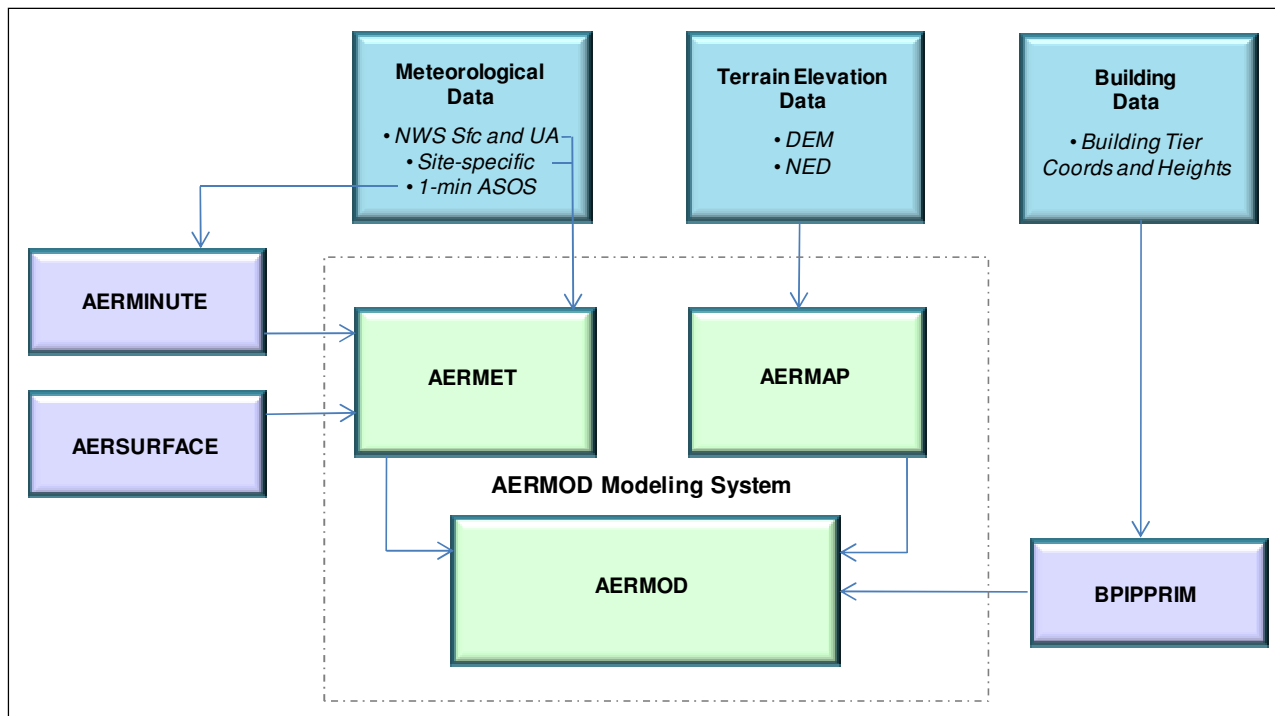 Meteorological
Data
• NWS Sfc and UA
• Site-specific
• 1-min ASOS
Terrain Elevation
Data
• DEM
• NED
Building
Data
• Building Tier
Coords and Heights
AERMINUTE
AERSURFACE
AERMET
AERMAP
AERMOD Modeling System
AERMOD
BPIPPRIM